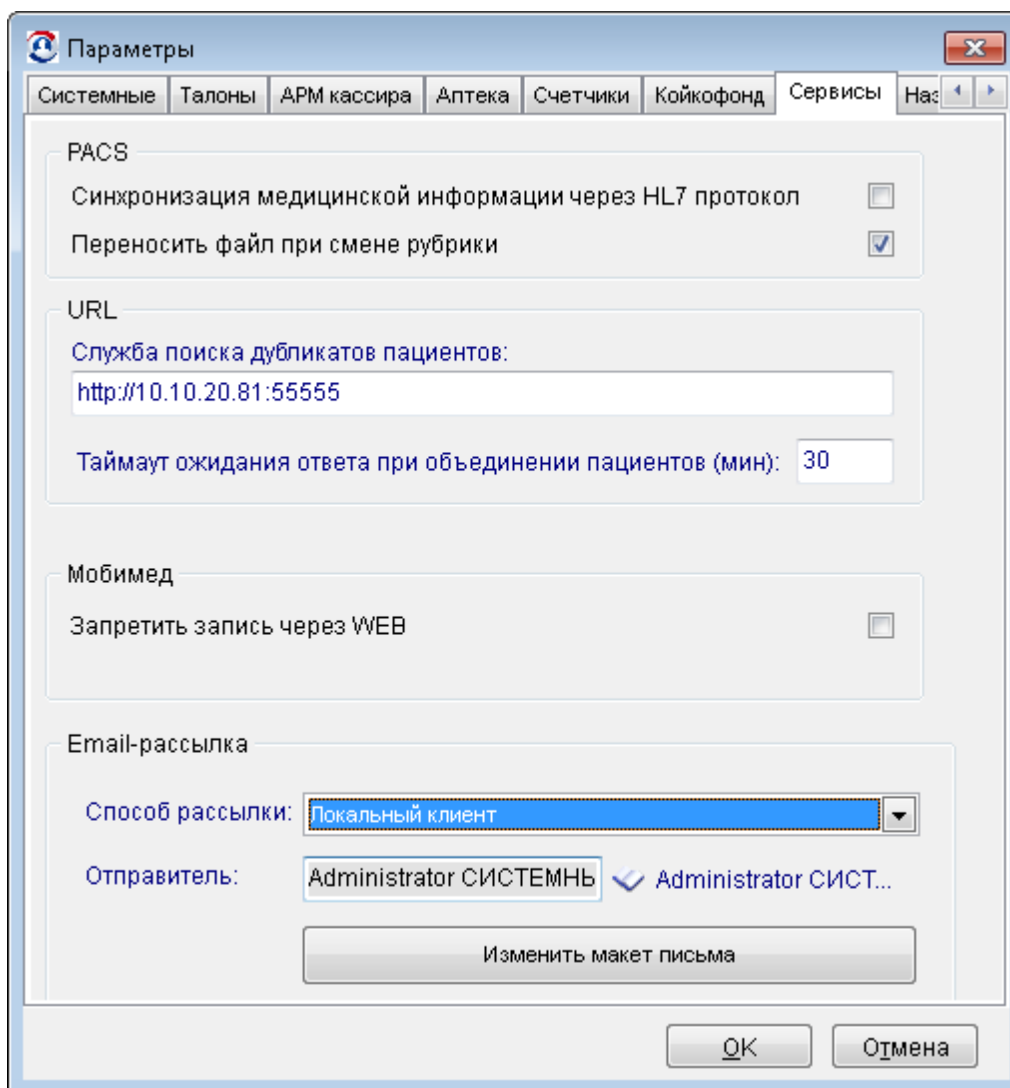 Параметры
Системные Талоны АРМ кассира Аптека Счетчики Койкофонд Сервисы Наз
PACS
Синхронизация медицинской информации через HL7 протокол
Переносить файл при смене рубрики
URL
Служба поиска дубликатов пациентов:
http://10.10.20.81:55555
Таймаут ожидания ответа при объединении пациентов (мин): 30
Мобимед
Запретить запись через WEB
Email-рассылка
Способ рассылки: Локальный клиент
Отправитель: Administrator СИСТЕМНЬ Administrator СИСТ...
Изменить макет письма
OK Отмена